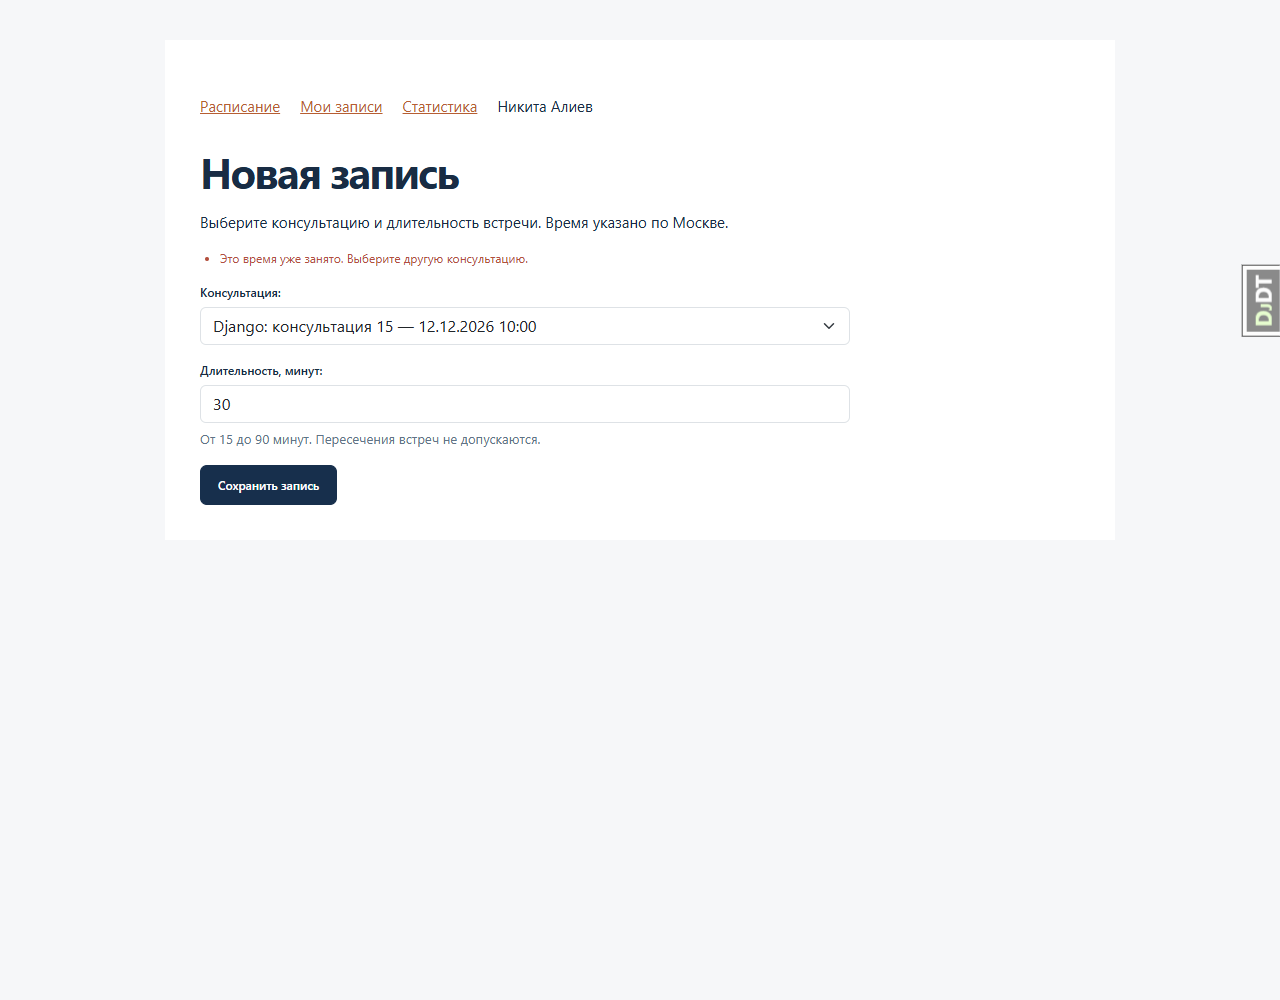 Расписание Мои записи Статистика Никита Алиев
Новая запись
Выберите консультацию и длительность встречи. Время указано по Москве.
Это время уже занято. Выберите другую консультацию.
Консультация:
Django: консультация 15 — 12.12.2026 10:00
Длительность, минут:
30
От 15 до 90 минут. Пересечения встреч не допускаются.
Сохранить запись
DJDT